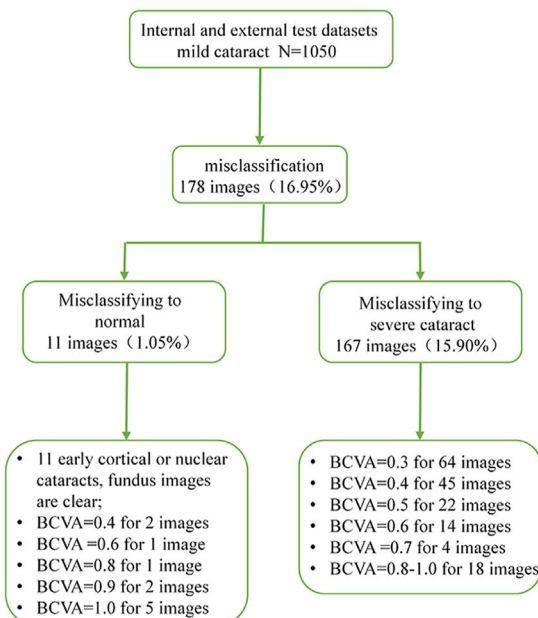 Internal and external test datasets
mild cataract N=1050
misclassification
178 images（16.95%）
Misclassifying to
normal
11 images（1.05%）
Misclassifying to
severe cataract
167 images（15.90%）
• 11 early cortical or nuclear
cataracts, fundus images
are clear;
• BCVA=0.4 for 2 images
• BCVA =0.6 for 1 image
• BCVA=0.8 for 1 image
• BCVA=0.9 for 2 images
• BCVA=1.0 for 5 images
• BCVA=0.3 for 64 images
• BCVA=0.4 for 45 images
• BCVA=0.5 for 22 images
• BCVA=0.6 for 14 images
• BCVA =0.7 for 4 images
• BCVA=0.8-1.0 for 18 images